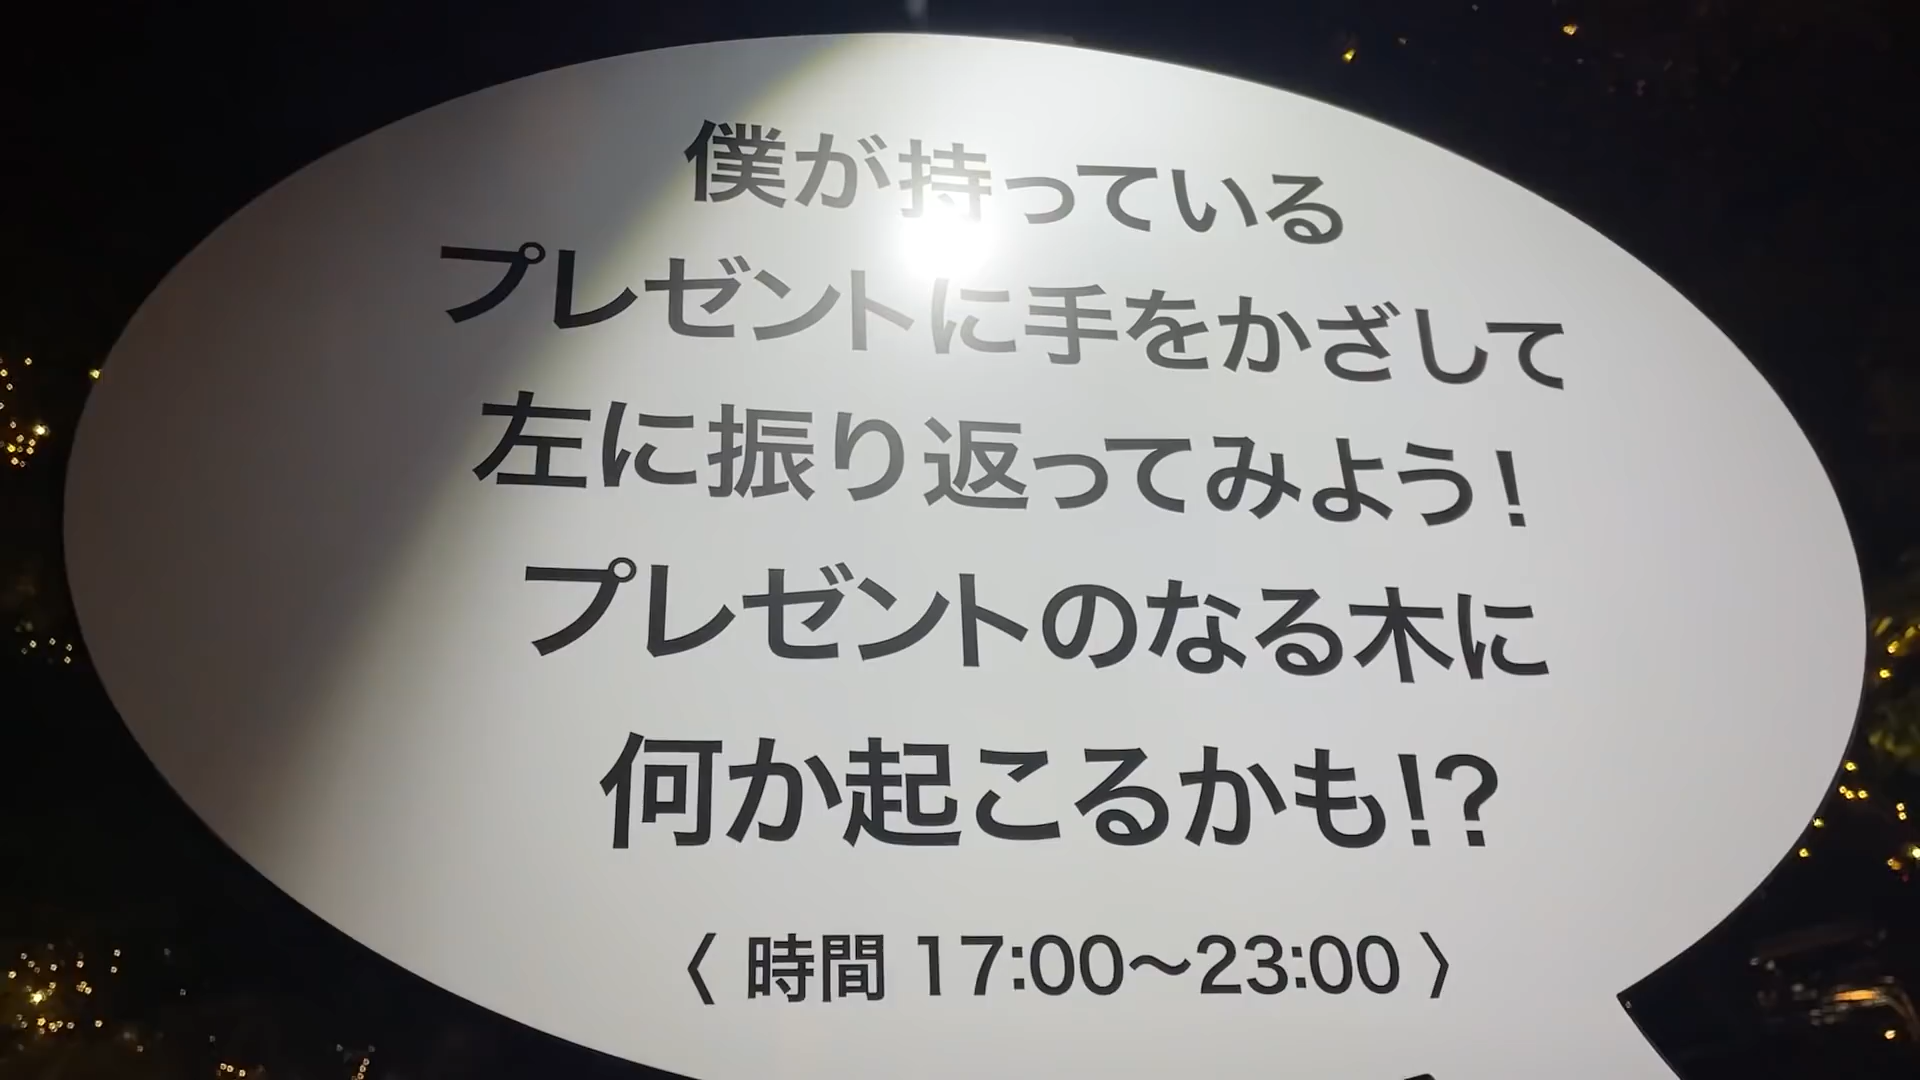 僕が持っている
プレゼントに手をかざして
左に振り返ってみよう!
プレゼントのなる木に
何か起こるかも!?
〈 時間 17:00〜23:00 〉